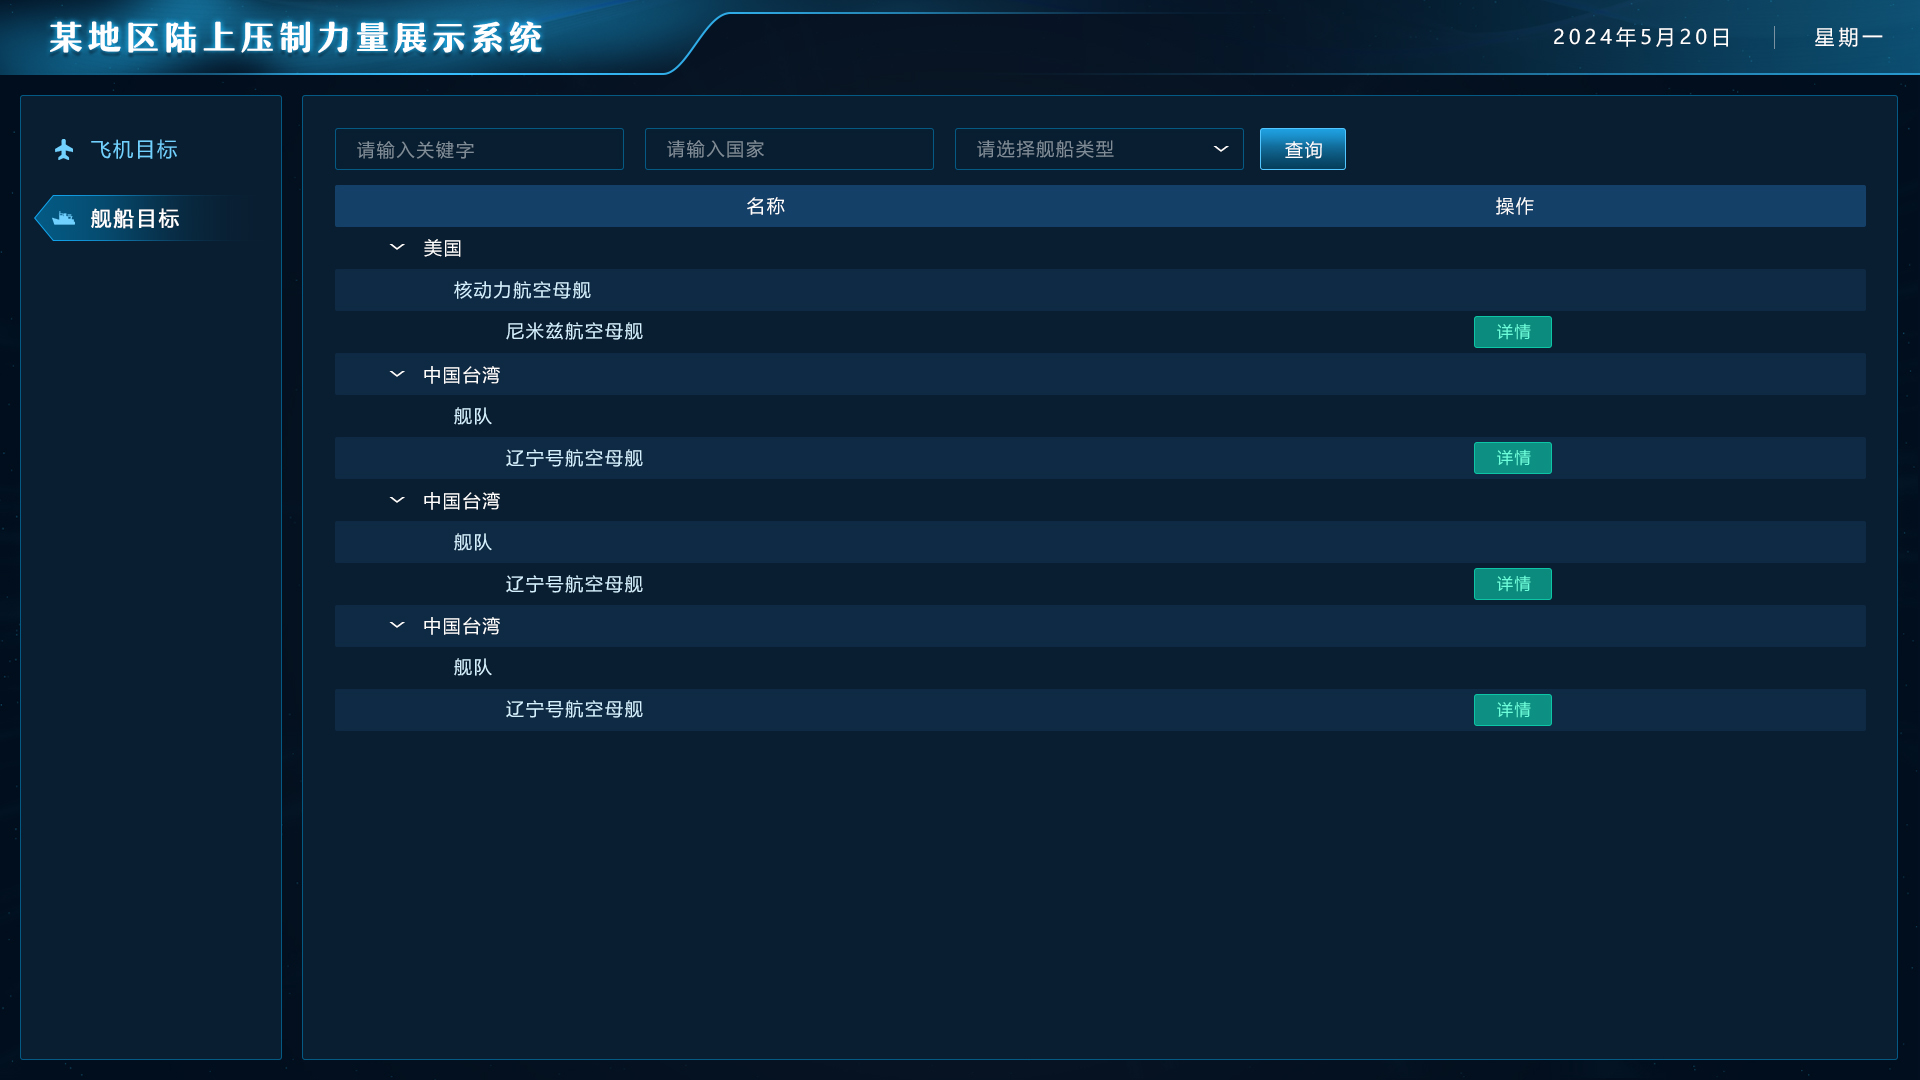 某地区陆上压制力量展示系统
2024年5月20日
星期一
飞机目标
舰船目标
请输入关键字
请输入国家
请选择舰船类型
查询
名称
操作
美国
核动力航空母舰
尼米兹航空母舰
详情
中国台湾
舰队
辽宁号航空母舰
详情
中国台湾
舰队
辽宁号航空母舰
详情
中国台湾
舰队
辽宁号航空母舰
详情